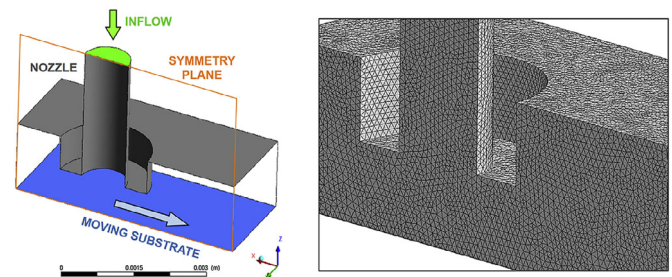 INFLOW
SYMMETRY
PLANE
NOZZLE
MOVING SUBSTRATE
X
Z
0
0.0015
0.003 (m)